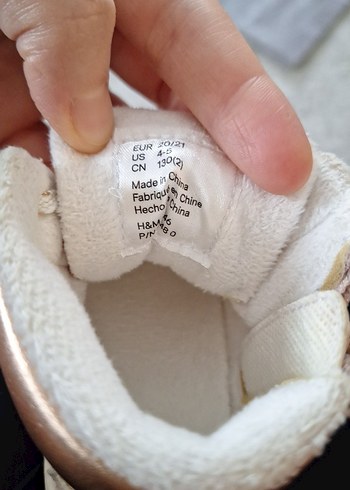 EUR 20/21
US 4-5
CN 130(2)
Made in China
Fabriqué en Chine
Hecho China
H&M
P/N